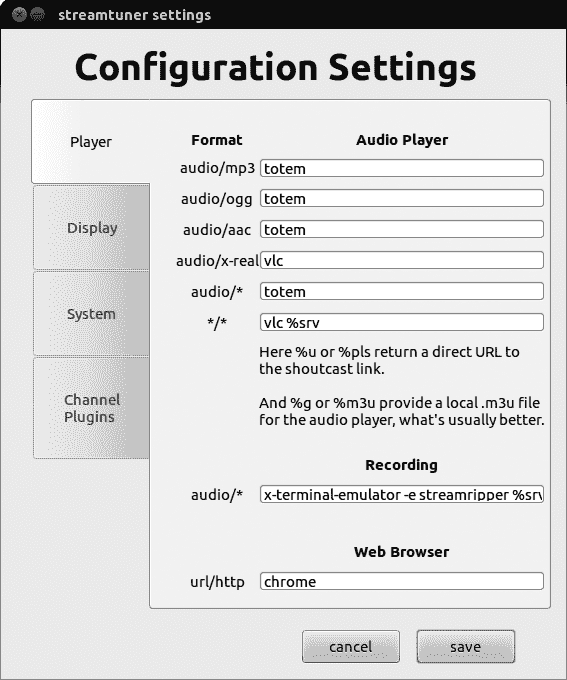 streamtuner settings
Configuration Settings
Player
Display
System
Channel
Plugins
Format Audio Player
audio/mp3 totem
audio/ogg totem
audio/aac totem
audio/x-real vlc
audio/* totem
*/* vlc %srv
Here %u or %pls return a direct URL to
the shoutcast link.
And %g or %m3u provide a local .m3u file
for the audio player, what's usually better.
Recording
audio/* x-terminal-emulator -e streamripper %srv
Web Browser
url/http chrome
cancel save